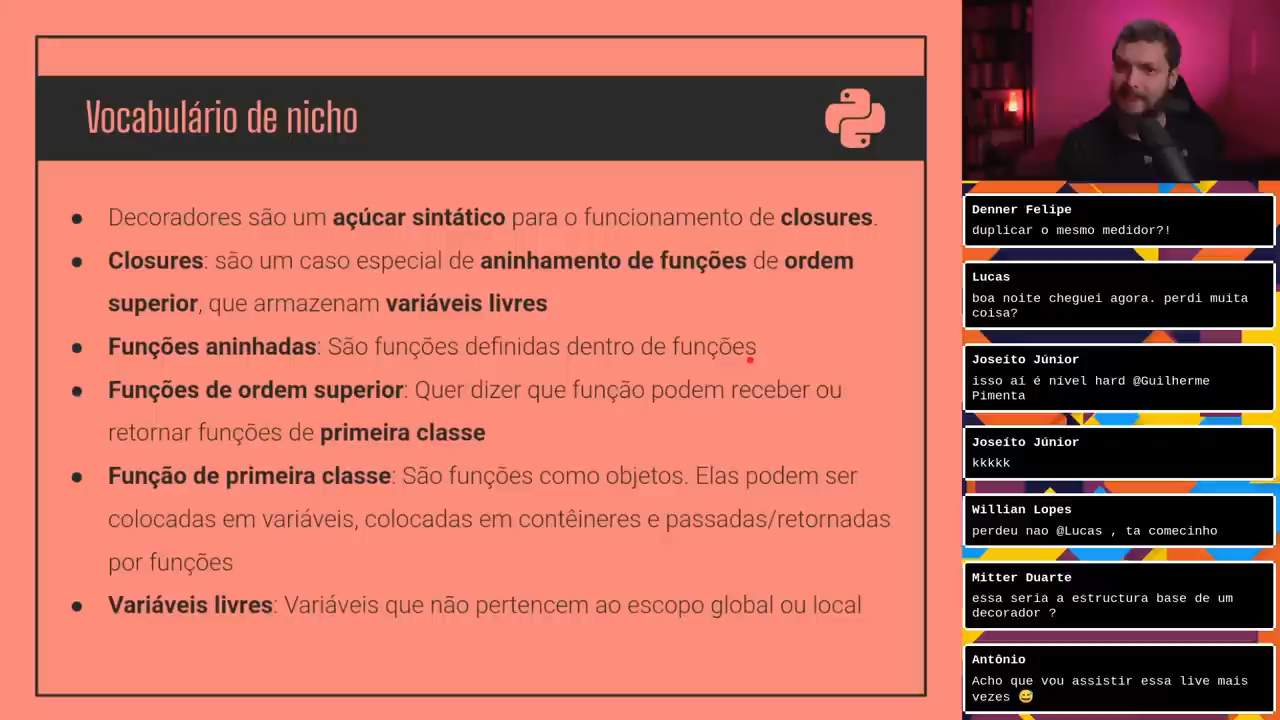 Vocabulário de nicho
● Decoradores são um açúcar sintático para o funcionamento de closures.
● Closures: são um caso especial de aninhamento de funções de ordem
superior, que armazenam variáveis livres
● Funções aninhadas: São funções definidas dentro de funções
● Funções de ordem superior: Quer dizer que função podem receber ou
retornar funções de primeira classe
● Função de primeira classe: São funções como objetos. Elas podem ser
colocadas em variáveis, colocadas em contêineres e passadas/retornadas
por funções
● Variáveis livres: Variáveis que não pertencem ao escopo global ou local
Denner Felipe
duplicar o mesmo medidor?!
Lucas
boa noite cheguei agora. perdi muita
coisa?
Joseíto Júnior
isso aí é nível hard @Guilherme
Pimenta
Joseíto Júnior
kkkkk
Willian Lopes
perdeu nao @Lucas , ta comecinho
Mitter Duarte
essa seria a estructura base de um
decorador ?
Antônio
Acho que vou assistir essa live mais
vezes 😅